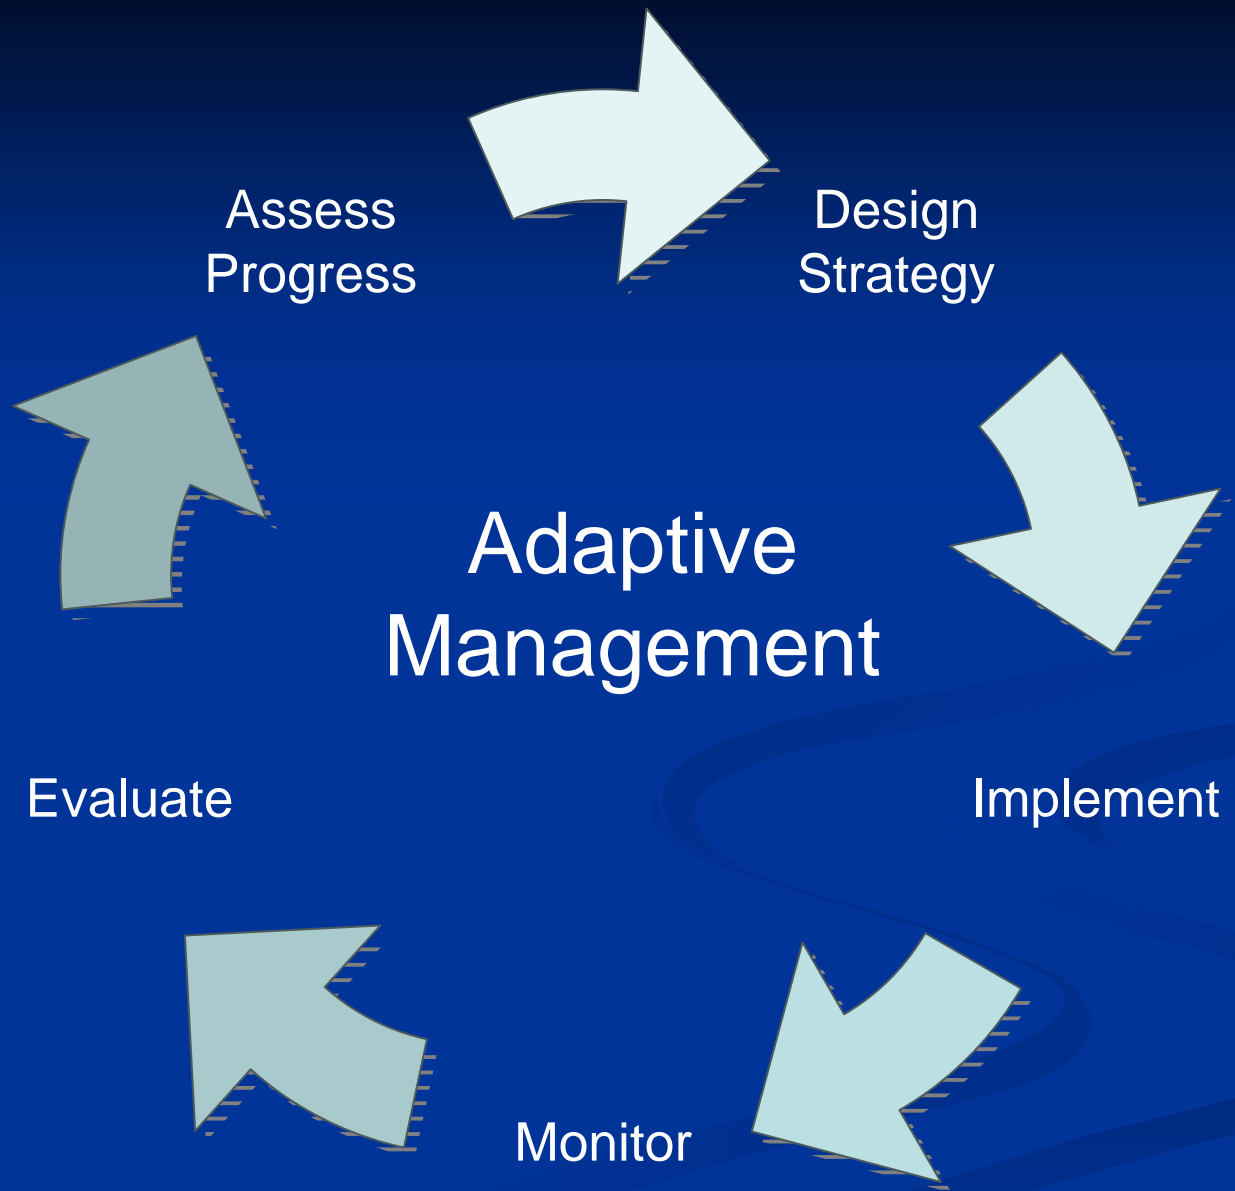 Assess
Progress
Design
Strategy
Adaptive
Management
Evaluate
Implement
Monitor